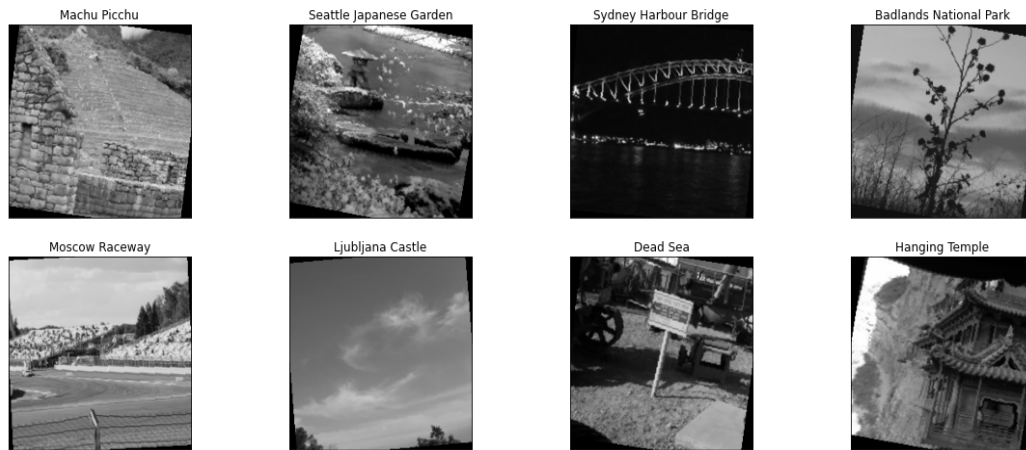 Machu Picchu
Seattle Japanese Garden
Sydney Harbour Bridge
Badlands National Park
Moscow Raceway
Ljubljana Castle
Dead Sea
Hanging Temple